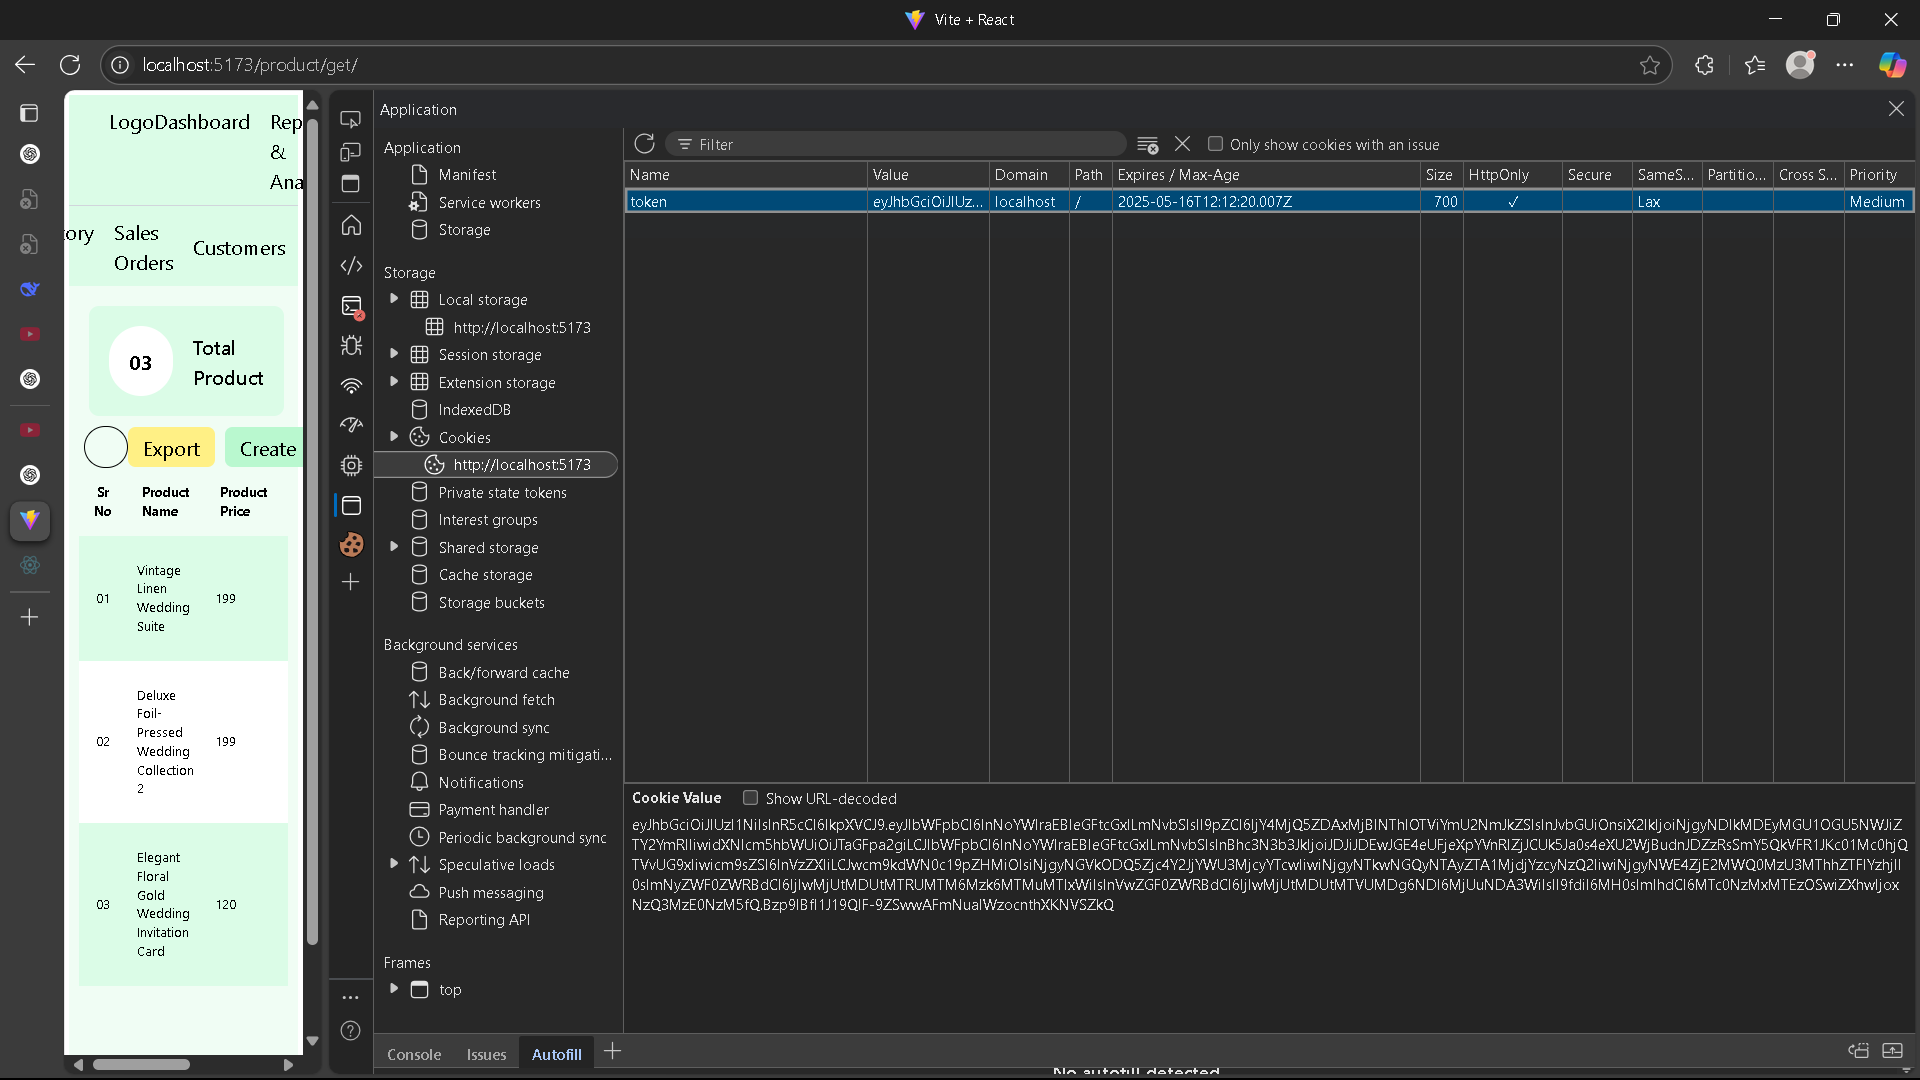 Vite + React
localhost:5173/product/get/
LogoDashboard
Rep
&
Ana
ory
Sales
Orders
Customers
03
Total
Product
Export
Create
Sr
No
Product
Name
Product
Price
01
Vintage
Linen
Wedding
Suite
199
02
Deluxe
Foil-
Pressed
Wedding
Collection
2
199
03
Elegant
Floral
Gold
Wedding
Invitation
Card
120
Application
Application
Manifest
Service workers
Storage
Storage
Local storage
http://localhost:5173
Session storage
Extension storage
IndexedDB
Cookies
http://localhost:5173
Private state tokens
Interest groups
Shared storage
Cache storage
Storage buckets
Background services
Back/forward cache
Background fetch
Background sync
Bounce tracking mitigati...
Notifications
Payment handler
Periodic background sync
Speculative loads
Push messaging
Reporting API
Frames
top
Filter
Only show cookies with an issue
Name Value Domain Path Expires / Max-Age Size HttpOnly Secure SameS... Partitio... Cross S... Priority
token eyJhbGciOiJIUz... localhost / 2025-05-16T12:12:20.007Z 700 ✓ Lax Medium
Cookie Value Show URL-decoded
Console Issues Autofill
No autofill detected